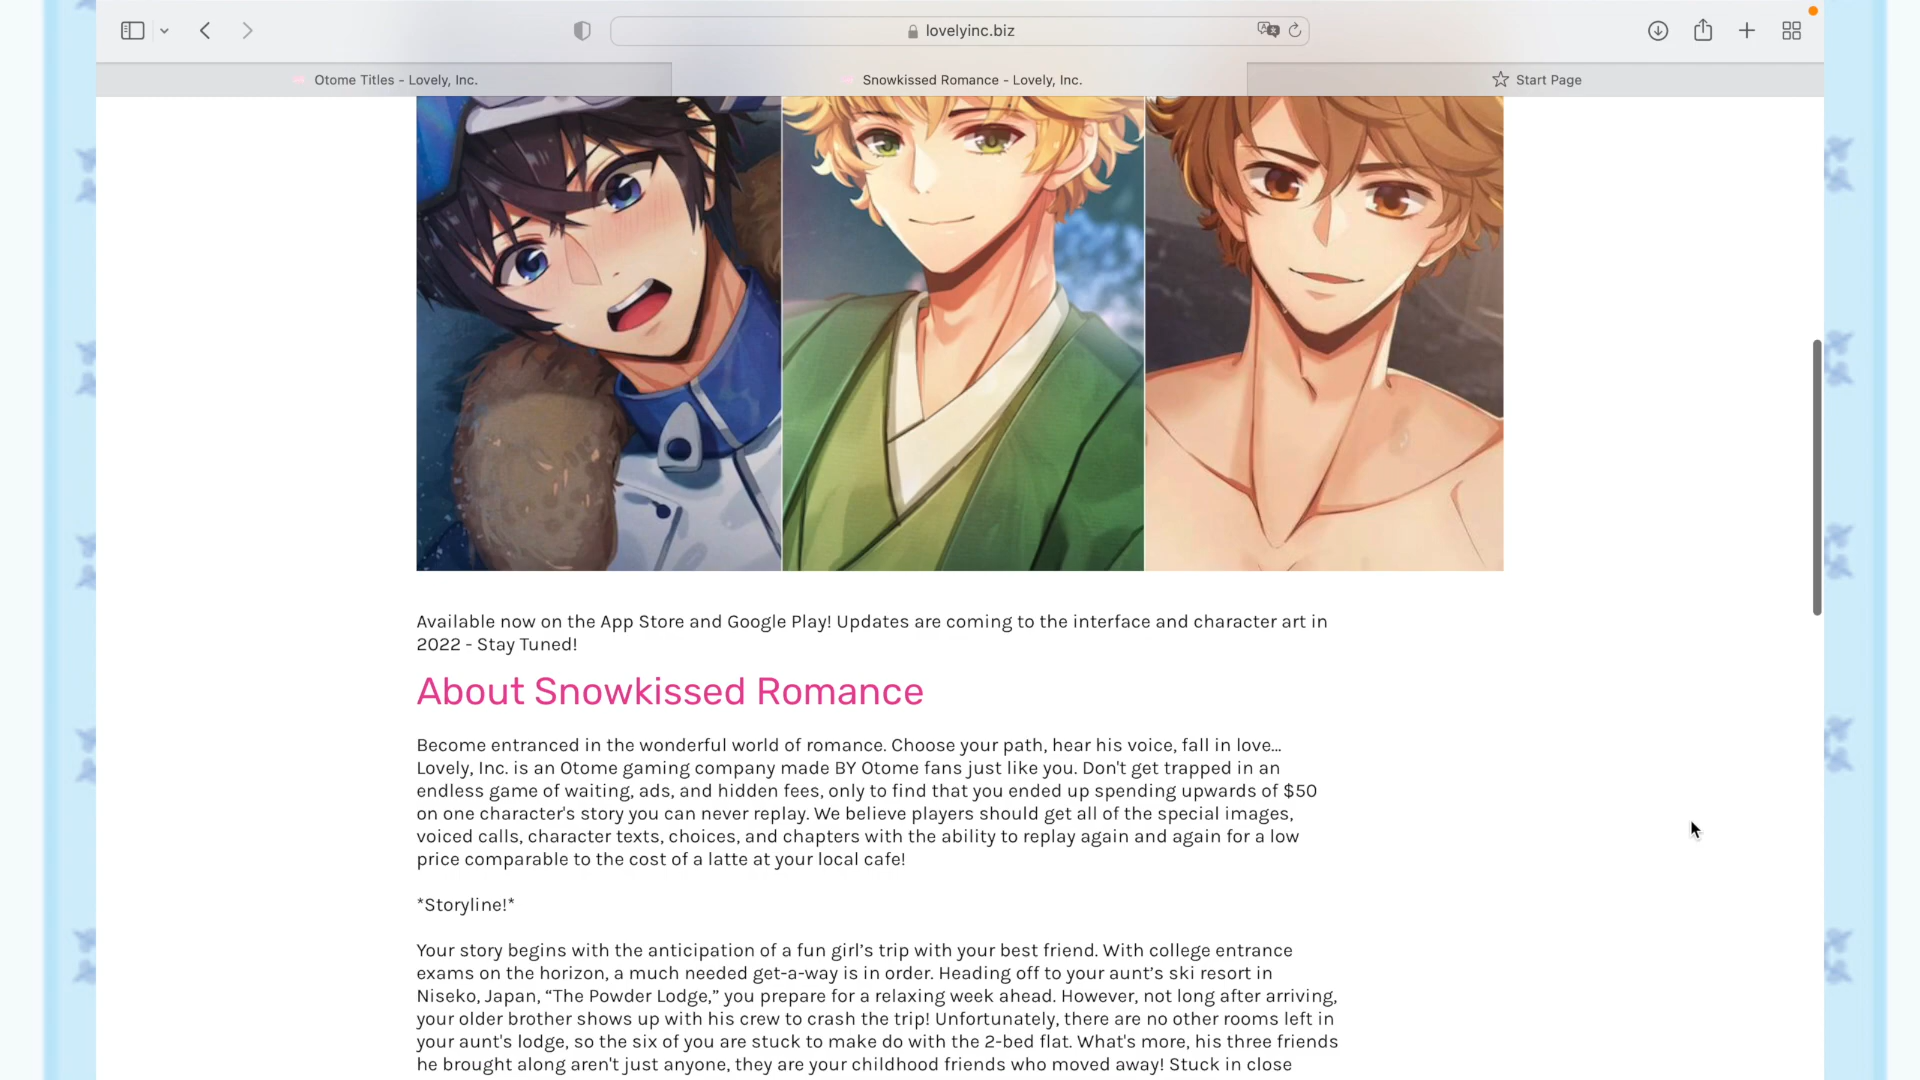 lovelyinc.biz
Otome Titles - Lovely, Inc.
Snowkissed Romance - Lovely, Inc.
Start Page
Available now on the App Store and Google Play! Updates are coming to the interface and character art in
2022 - Stay Tuned!
About Snowkissed Romance
Become entranced in the wonderful world of romance. Choose your path, hear his voice, fall in love...
Lovely, Inc. is an Otome gaming company made BY Otome fans just like you. Don't get trapped in an
endless game of waiting, ads, and hidden fees, only to find that you ended up spending upwards of $50
on one character's story you can never replay. We believe players should get all of the special images,
voiced calls, character texts, choices, and chapters with the ability to replay again and again for a low
price comparable to the cost of a latte at your local cafe!
*Storyline!*
Your story begins with the anticipation of a fun girl’s trip with your best friend. With college entrance
exams on the horizon, a much needed get-a-way is in order. Heading off to your aunt’s ski resort in
Niseko, Japan, “The Powder Lodge,” you prepare for a relaxing week ahead. However, not long after arriving,
your older brother shows up with his crew to crash the trip! Unfortunately, there are no other rooms left in
your aunt's lodge, so the six of you are stuck to make do with the 2-bed flat. What's more, his three friends
he brought along aren't just anyone, they are your childhood friends who moved away! Stuck in close